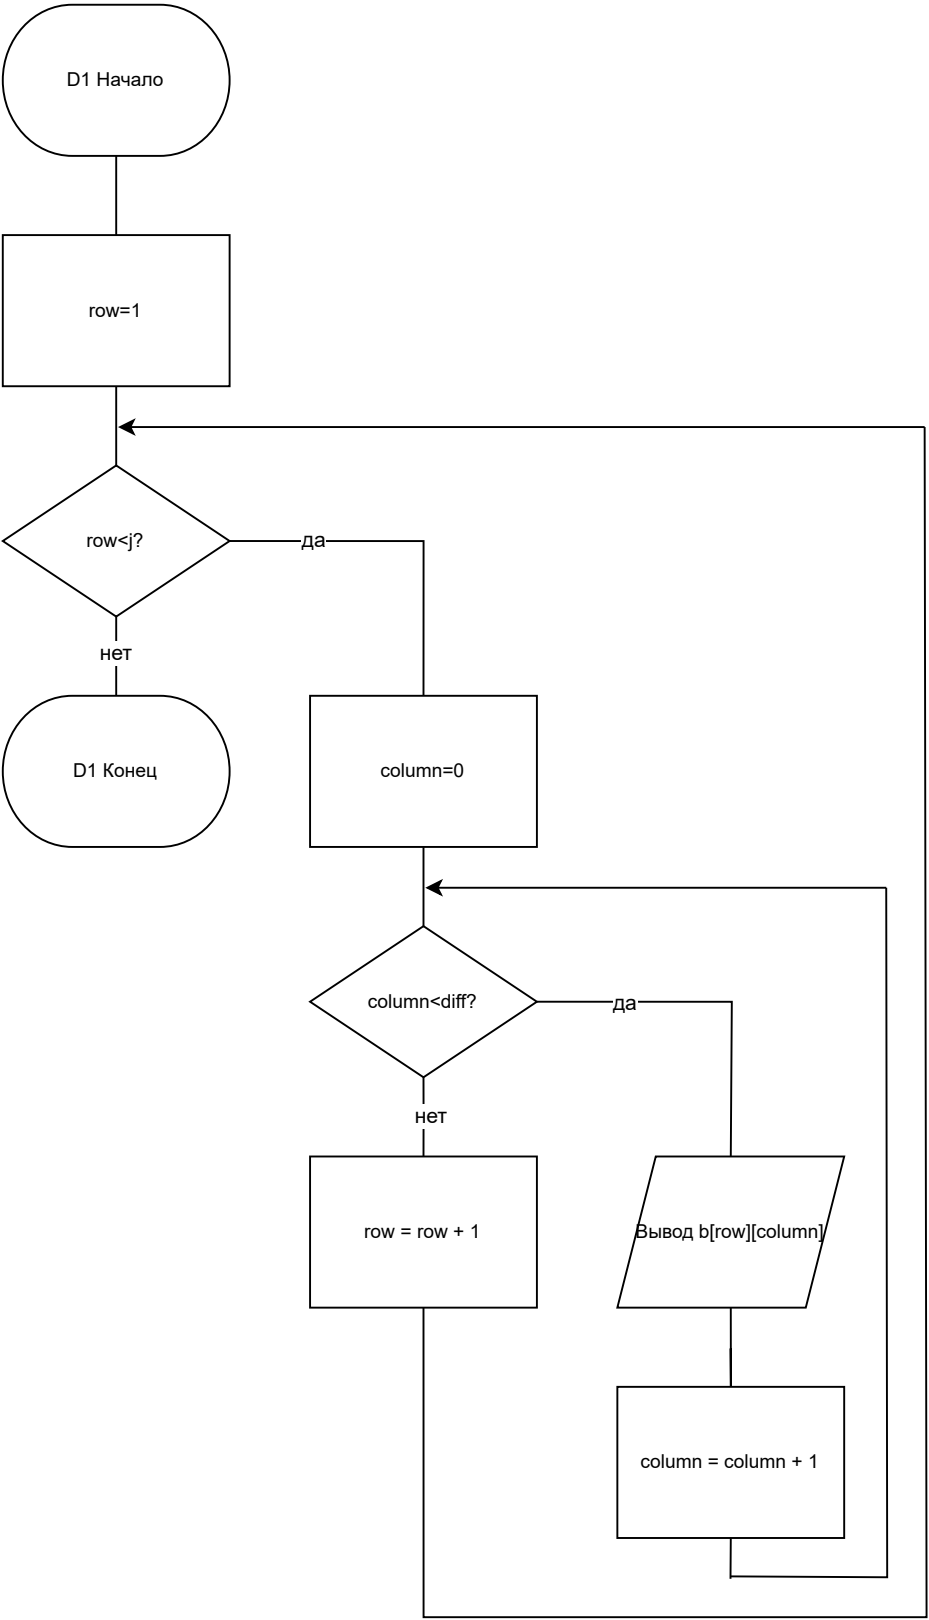 D1 Начало
row=1
row<j?
да
нет
D1 Конец
column=0
column<diff?
да
нет
row = row + 1
Вывод b[row][column]
column = column + 1